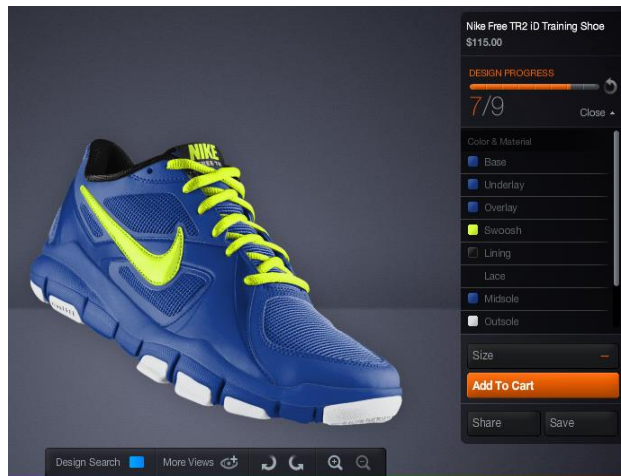 Nike Free TR2 iD Training Shoe
$115.00
DESIGN PROGRESS
7/9
Close
Color & Material
Base
Underlay
Overlay
Swoosh
Lining
Lace
Midsole
Outsole
Size
Add To Cart
Share
Save
NIKE
Design Search
More Views